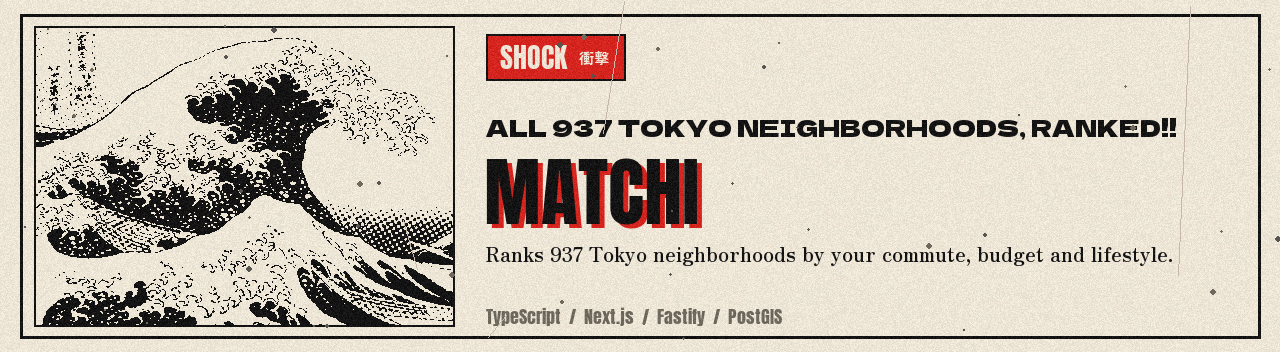 SHOCK 衝撃
ALL 937 TOKYO NEIGHBORHOODS, RANKED!!
MATCHI
Ranks 937 Tokyo neighborhoods by your commute, budget and lifestyle.
TypeScript / Next.js / Fastify / PostGIS